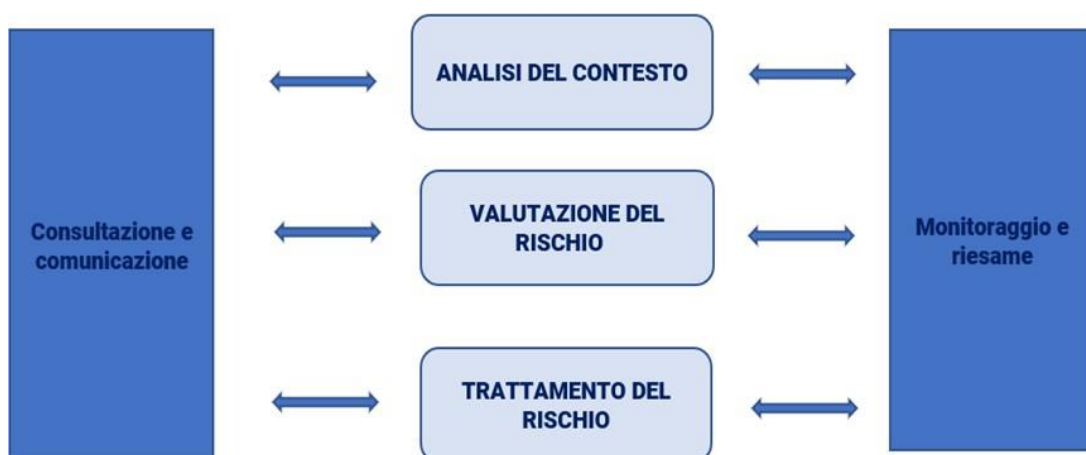 ANALISI DEL CONTESTO
Consultazione e
comunicazione
VALUTAZIONE DEL
RISCHIO
Monitoraggio e
riesame
TRATTAMENTO DEL
RISCHIO